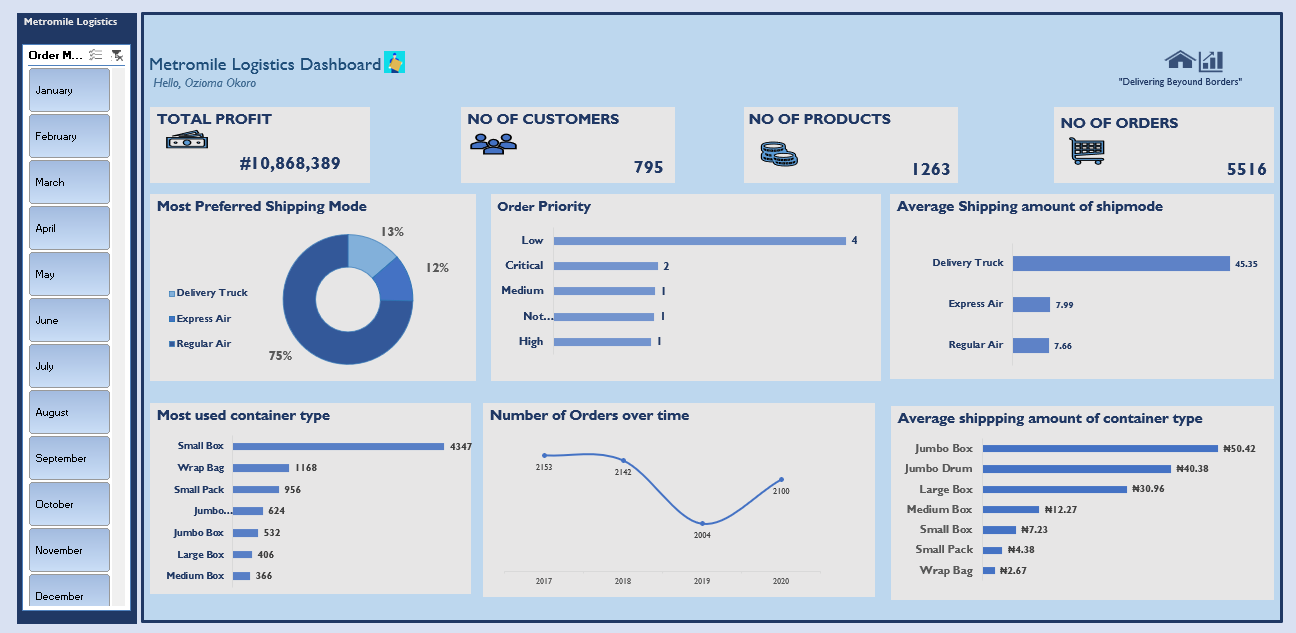 Metromile Logistics
Order M...
January
February
March
April
May
June
July
August
September
October
November
December
Metromile Logistics Dashboard
Hello, Ozioma Okoro
"Delivering Beyound Borders"
TOTAL PROFIT
₦10,868,389
NO OF CUSTOMERS
795
NO OF PRODUCTS
1263
NO OF ORDERS
5516
Most Preferred Shipping Mode
13%
12%
75%
Delivery Truck
Express Air
Regular Air
Order Priority
Low 4
Critical 2
Medium 1
Not... 1
High 1
Average Shipping amount of shipmode
Delivery Truck 45.35
Express Air 7.99
Regular Air 7.66
Most used container type
Small Box 4347
Wrap Bag 1168
Small Pack 956
Jumbo... 624
Jumbo Box 532
Large Box 406
Medium Box 366
Number of Orders over time
2153
2142
2004
2100
2017 2018 2019 2020
Average shippping amount of container type
Jumbo Box ₦50.42
Jumbo Drum ₦40.38
Large Box ₦30.96
Medium Box ₦12.27
Small Box ₦7.23
Small Pack ₦4.38
Wrap Bag ₦2.67